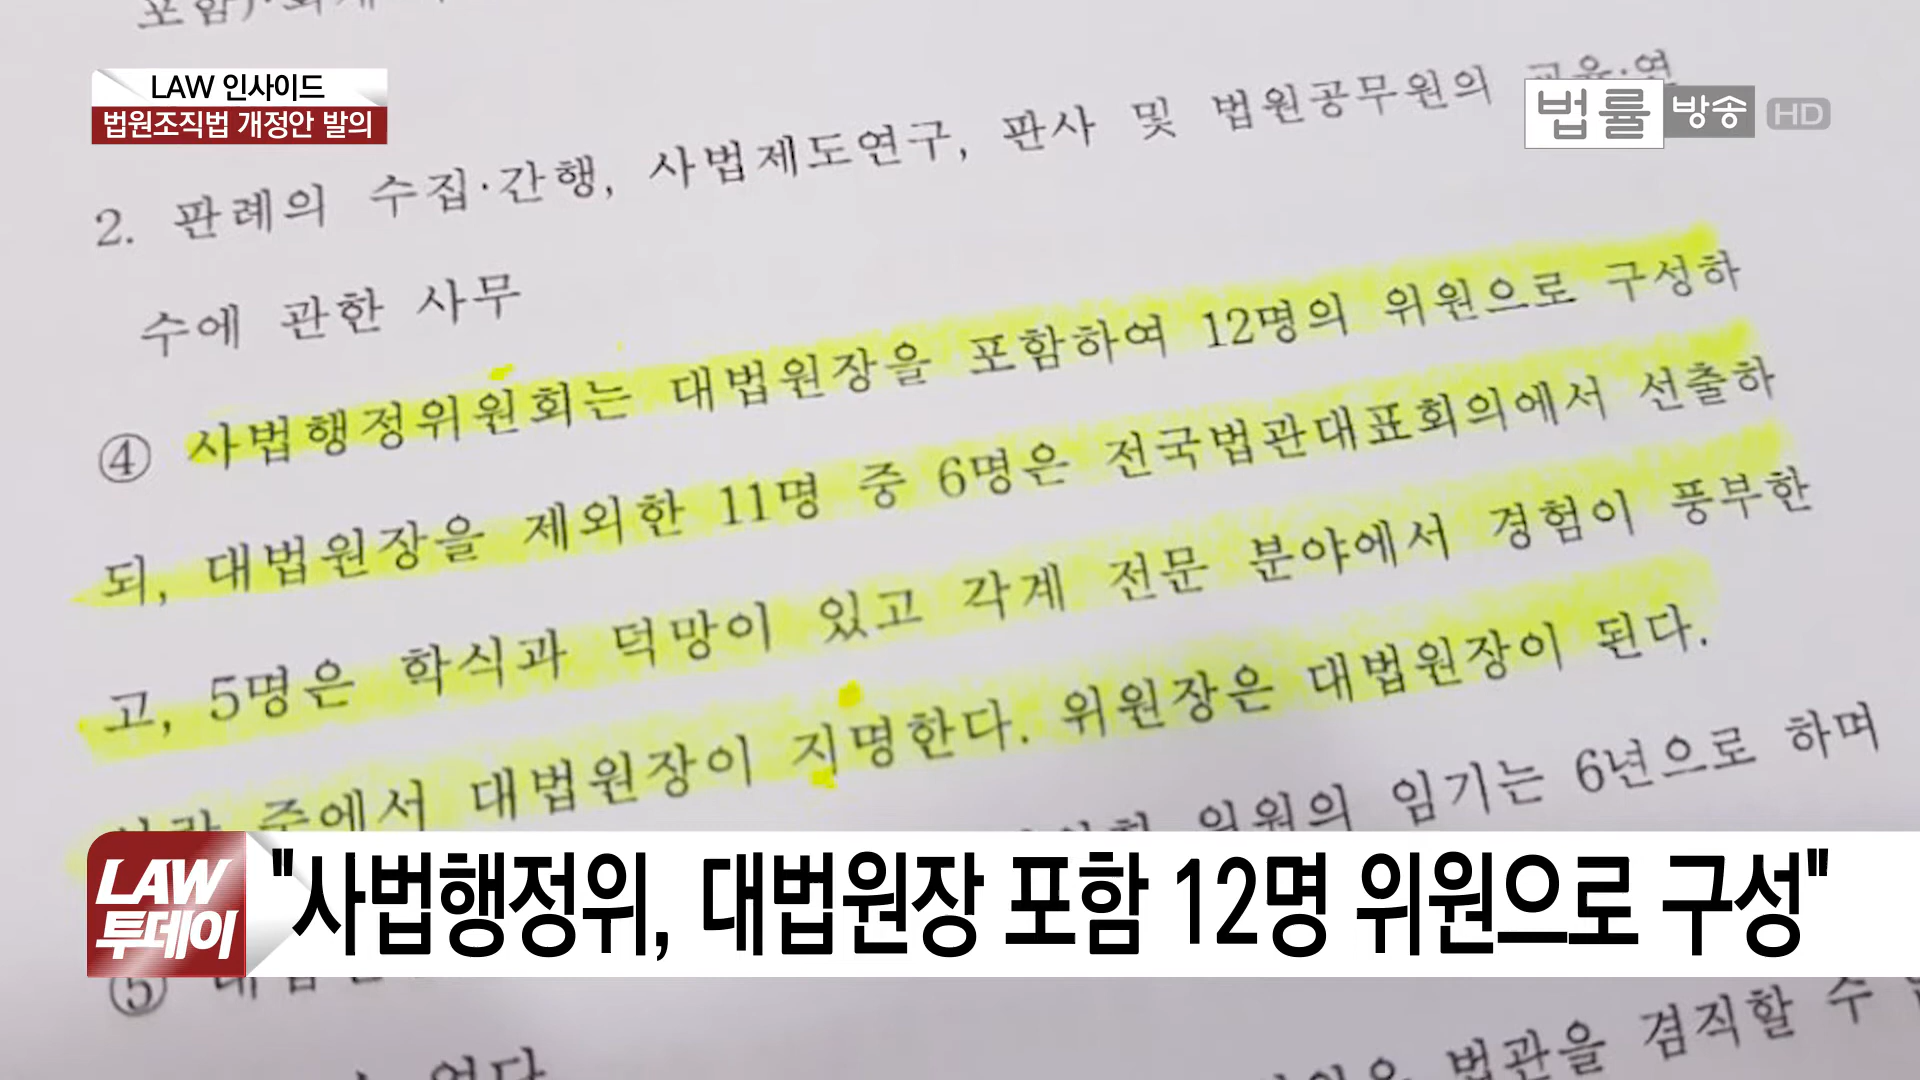 LAW 인사이드
법원조직법 개정안 발의
법률방송 HD
2. 판례의 수집·간행, 사법제도연구, 판사 및 법원공무원의 교육·연
수에 관한 사무
④ 사법행정위원회는 대법원장을 포함하여 12명의 위원으로 구성하
되, 대법원장을 제외한 11명 중 6명은 전국법관대표회의에서 선출하
고, 5명은 학식과 덕망이 있고 각계 전문 분야에서 경험이 풍부한
중에서 대법원장이 지명한다. 위원장은 대법원장이 된다.
위원의 임기는 6년으로 하며
LAW
투데이
"사법행정위, 대법원장 포함 12명 위원으로 구성"
⑤
법관을 겸직할 수
없다